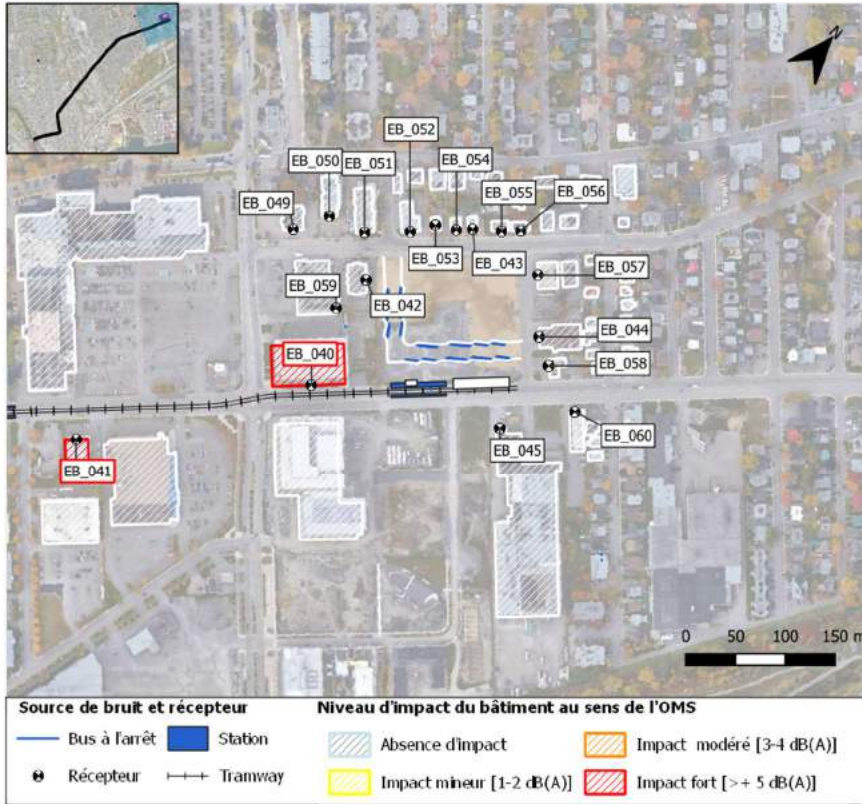 N
EB_052
EB_050
EB_051
EB_054
EB_055
EB_056
EB_049
EB_053
EB_043
EB_057
EB_059
EB_042
EB_044
EB_040
EB_058
EB_060
EB_045
EB_041
0 50 100 150 m
Source de bruit et récepteur
Bus à l'arrêt
Station
Récepteur
Tramway
Niveau d'impact du bâtiment au sens de l'OMS
Absence d'impact
Impact modéré [3-4 dB(A)]
Impact mineur [1-2 dB(A)]
Impact fort [>+ 5 dB(A)]